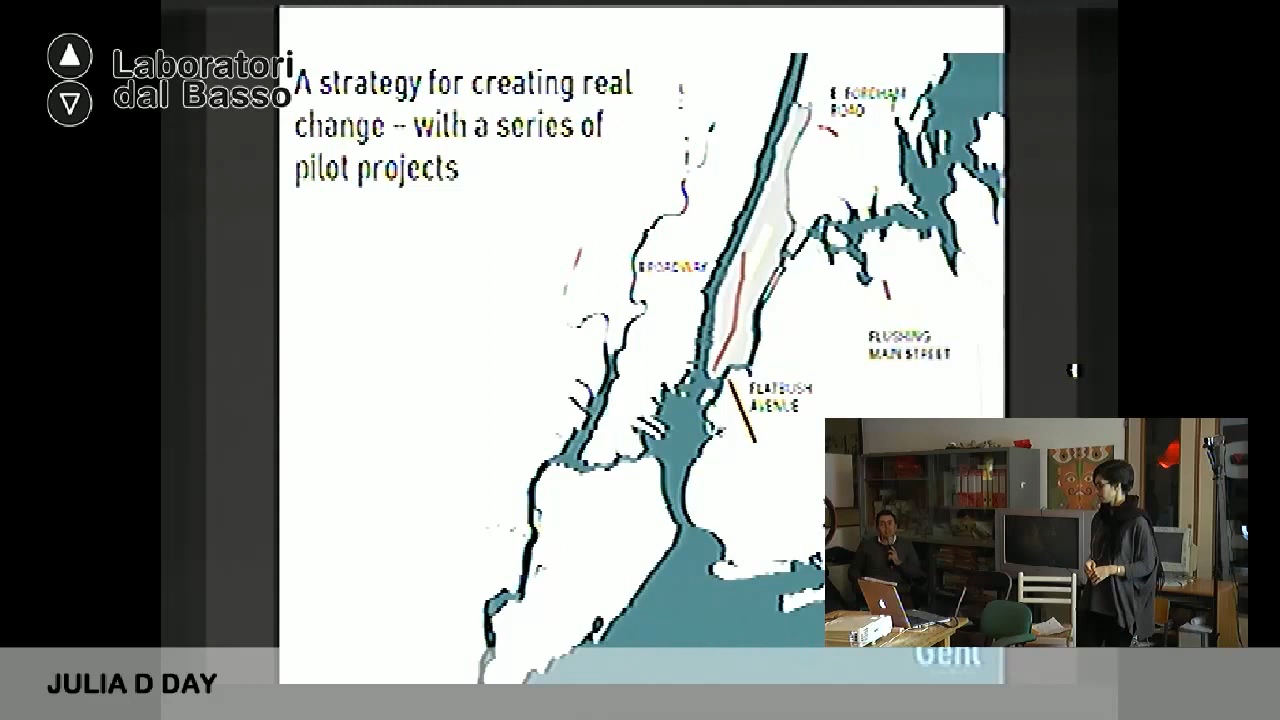 Laboratori
dal Basso
A strategy for creating real
change – with a series of
pilot projects
E FORDHAM
ROAD
BROADWAY
FLUSHING
MAIN STREET
FLATBUSH
AVENUE
Gehl
JULIA D DAY